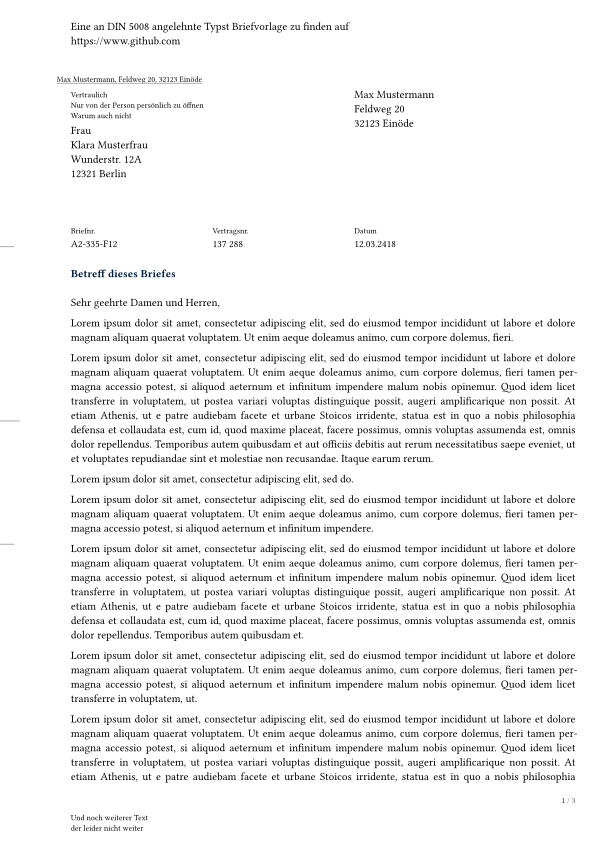 Eine an DIN 5008 angelehnte Typst Briefvorlage zu finden auf
https://www.github.com
Max Mustermann, Feldweg 20, 32123 Einöde
Vertraulich
Nur von der Person persönlich zu öffnen
Warum auch nicht
Frau
Klara Musterfrau
Wunderstr. 12A
12321 Berlin
Max Mustermann
Feldweg 20
32123 Einöde
Briefnr. Vertragsnr. Datum
A2-335-F12 137 288 12.03.2418
Betreff dieses Briefes
Sehr geehrte Damen und Herren,
Lorem ipsum dolor sit amet, consectetur adipiscing elit, sed do eiusmod tempor incididunt ut labore et dolore
magnam aliquam quaerat voluptatem. Ut enim aeque doleamus animo, cum corpore dolemus, fieri.
Lorem ipsum dolor sit amet, consectetur adipiscing elit, sed do eiusmod tempor incididunt ut labore et dolore
magnam aliquam quaerat voluptatem. Ut enim aeque doleamus animo, cum corpore dolemus, fieri tamen per-
magna accessio potest, si aliquod aeternum et infinitum impendere malum nobis opinemur. Quod idem licet
transferre in voluptatem, ut postea variari voluptas distinguique possit, augeri amplificarique non possit. At
etiam Athenis, ut e patre audiebam facete et urbane Stoicos irridente, statua est in quo a nobis philosophia
defensa et collaudata est, cum id, quod maxime placeat, facere possimus, omnis voluptas assumenda est, omnis
dolor repellendus. Temporibus autem quibusdam et aut officiis debitis aut rerum necessitatibus saepe eveniet, ut
et voluptates repudiandae sint et molestiae non recusandae. Itaque earum rerum.
Lorem ipsum dolor sit amet, consectetur adipiscing elit, sed do.
Lorem ipsum dolor sit amet, consectetur adipiscing elit, sed do eiusmod tempor incididunt ut labore et dolore
magnam aliquam quaerat voluptatem. Ut enim aeque doleamus animo, cum corpore dolemus, fieri tamen per-
magna accessio potest, si aliquod aeternum et infinitum impendere.
Lorem ipsum dolor sit amet, consectetur adipiscing elit, sed do eiusmod tempor incididunt ut labore et dolore
magnam aliquam quaerat voluptatem. Ut enim aeque doleamus animo, cum corpore dolemus, fieri tamen per-
magna accessio potest, si aliquod aeternum et infinitum impendere malum nobis opinemur. Quod idem licet
transferre in voluptatem, ut postea variari voluptas distinguique possit, augeri amplificarique non possit. At
etiam Athenis, ut e patre audiebam facete et urbane Stoicos irridente, statua est in quo a nobis philosophia
defensa et collaudata est, cum id, quod maxime placeat, facere possimus, omnis voluptas assumenda est, omnis
dolor repellendus. Temporibus autem quibusdam et.
Lorem ipsum dolor sit amet, consectetur adipiscing elit, sed do eiusmod tempor incididunt ut labore et dolore
magnam aliquam quaerat voluptatem. Ut enim aeque doleamus animo, cum corpore dolemus, fieri tamen per-
magna accessio potest, si aliquod aeternum et infinitum impendere malum nobis opinemur. Quod idem licet
transferre in voluptatem, ut.
Lorem ipsum dolor sit amet, consectetur adipiscing elit, sed do eiusmod tempor incididunt ut labore et dolore
magnam aliquam quaerat voluptatem. Ut enim aeque doleamus animo, cum corpore dolemus, fieri tamen per-
magna accessio potest, si aliquod aeternum et infinitum impendere malum nobis opinemur. Quod idem licet
transferre in voluptatem, ut postea variari voluptas distinguique possit, augeri amplificarique non possit. At
etiam Athenis, ut e patre audiebam facete et urbane Stoicos irridente, statua est in quo a nobis philosophia
1 / 3
Und noch weiterer Text
der leider nicht weiter